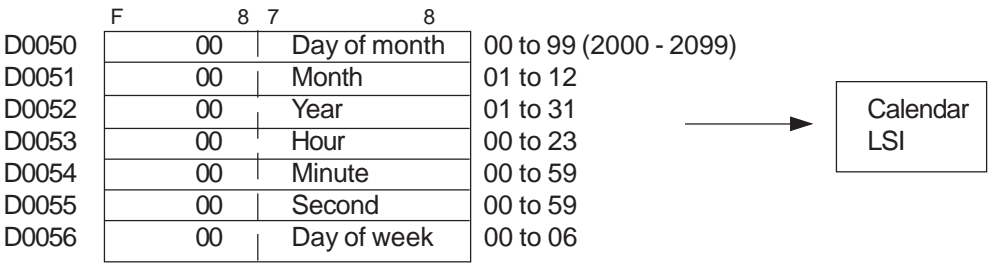 F 8 7 8
D0050 00 Day of month 00 to 99 (2000 - 2099)
D0051 00 Month 01 to 12
D0052 00 Year 01 to 31
D0053 00 Hour 00 to 23
D0054 00 Minute 00 to 59
D0055 00 Second 00 to 59
D0056 00 Day of week 00 to 06
Calendar
LSI